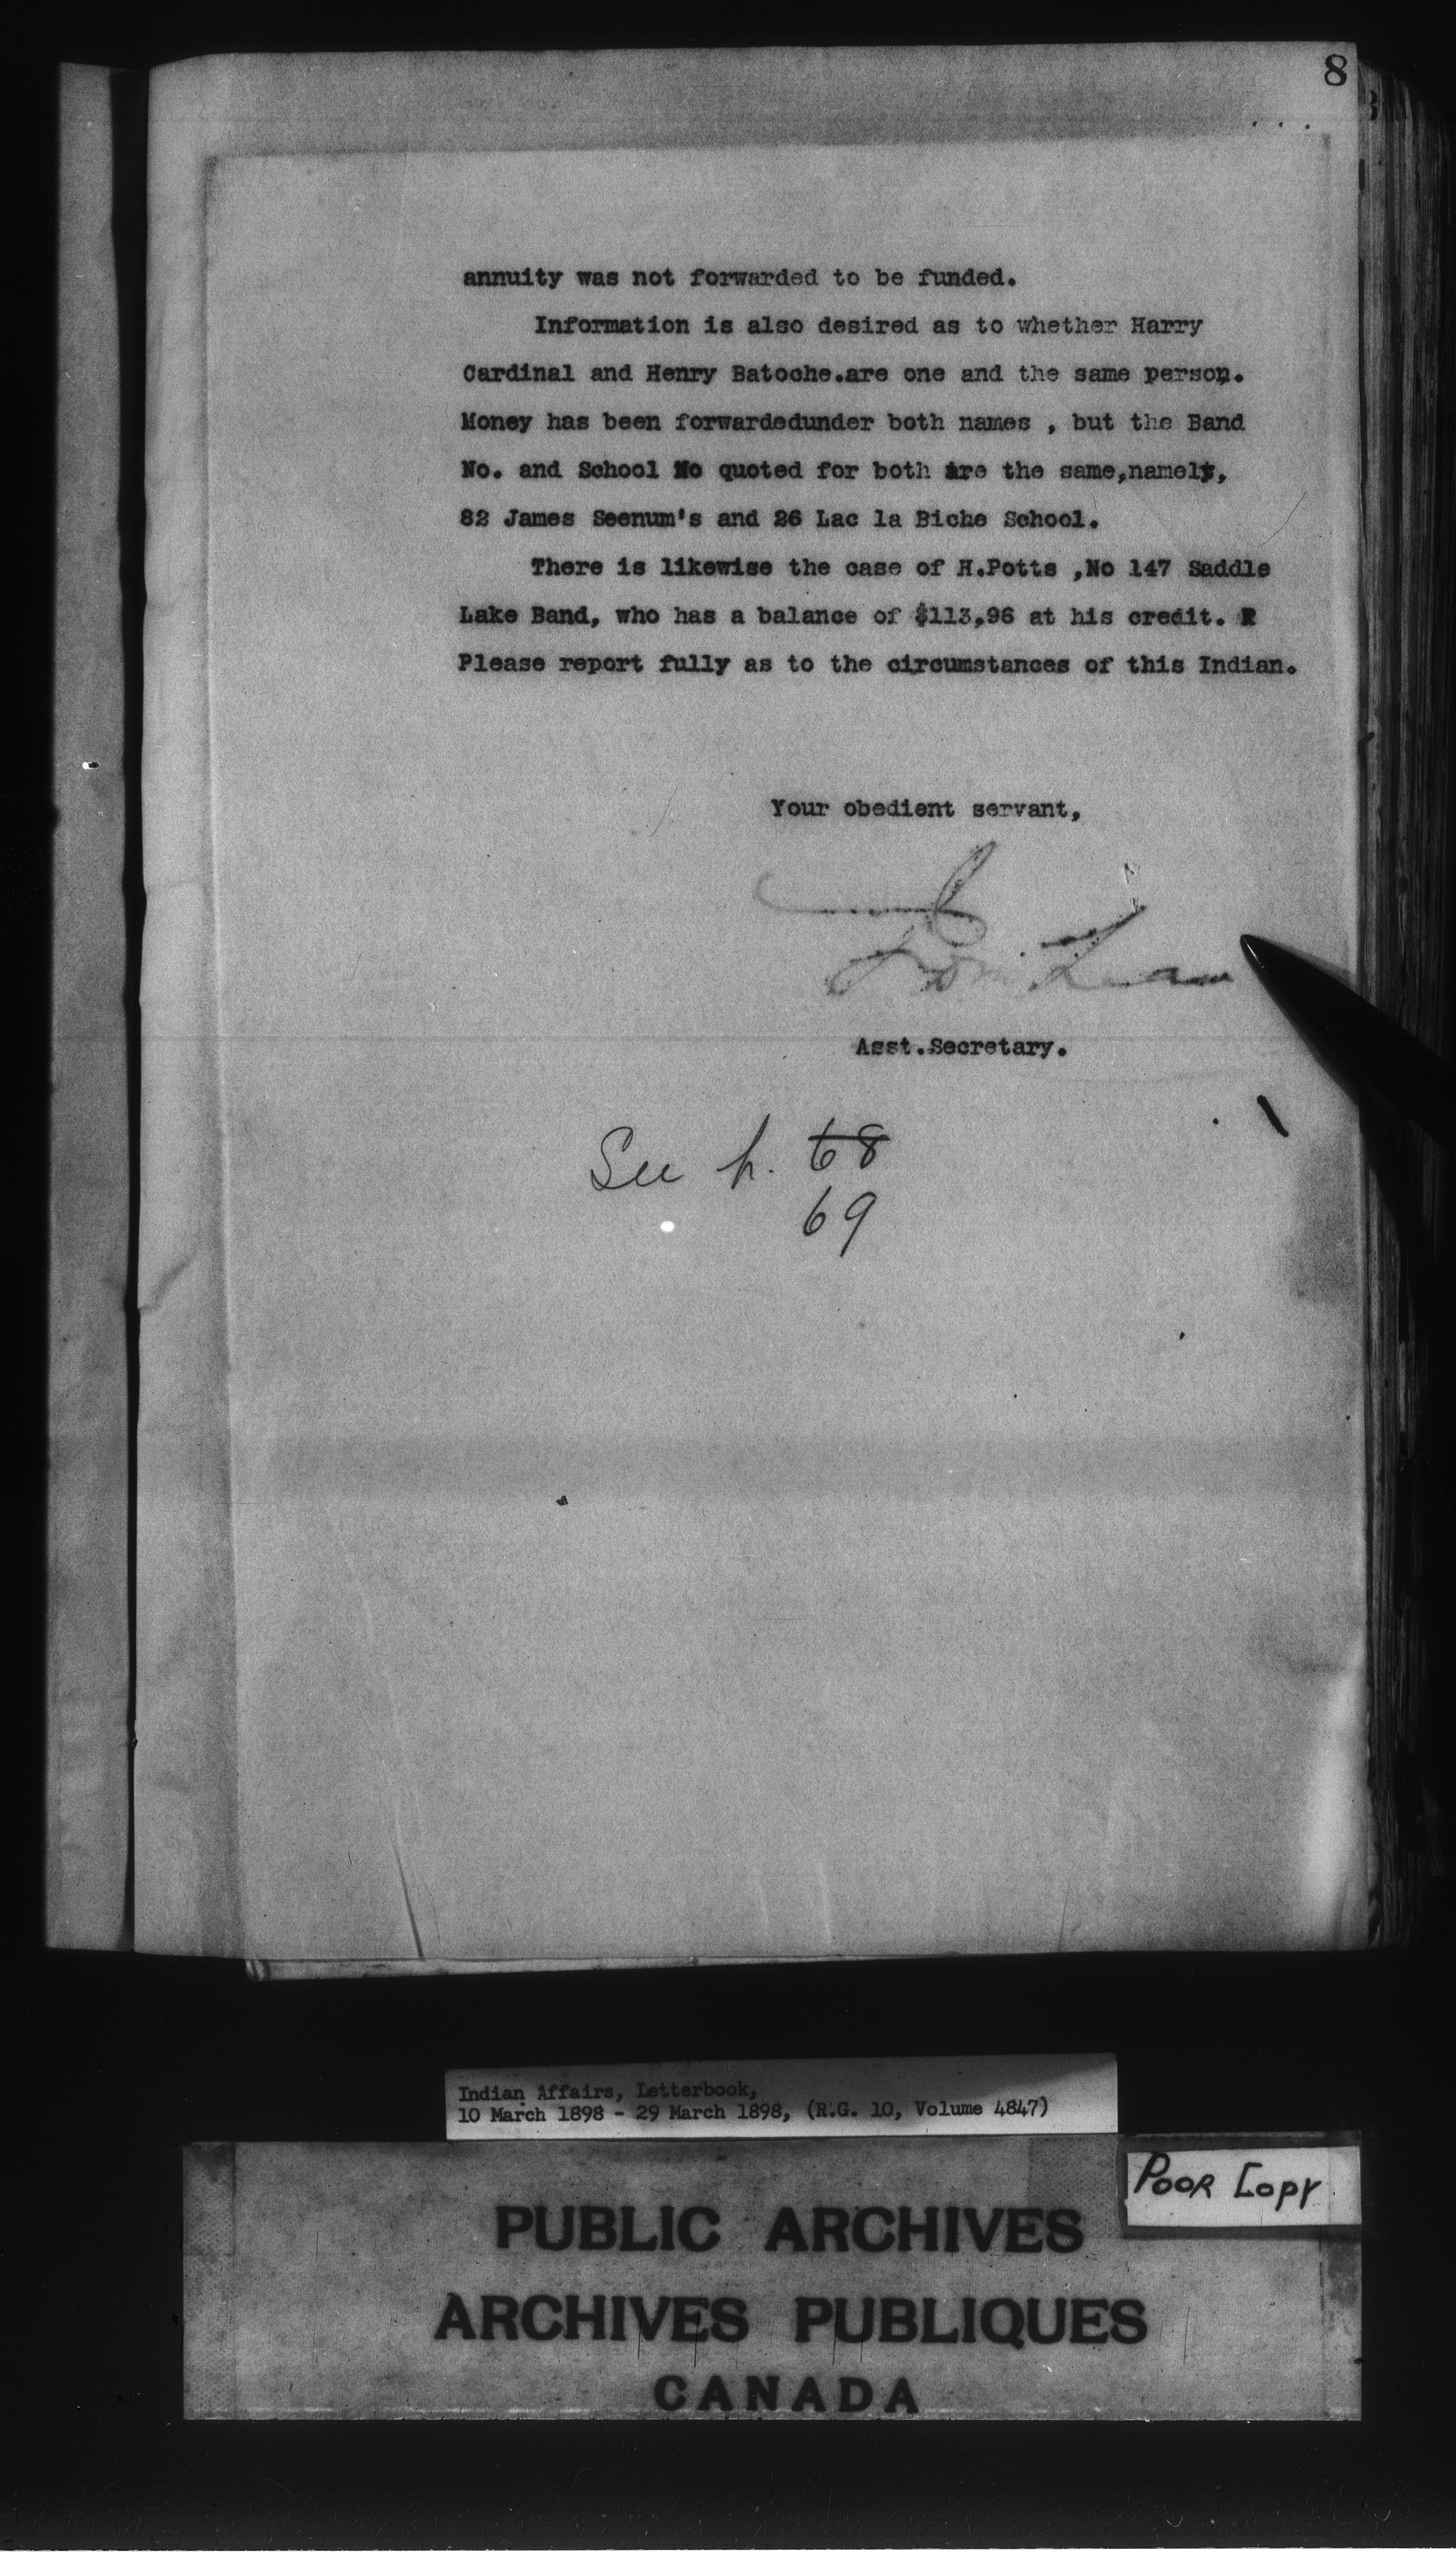 8
annuity was not forwarded to be funded.
Information is also desired as to whether Harry
Cardinal and Henry Batoche.are one and the same person.
Money has been forwardedunder both names , but the Band
No. and School No quoted for both are the same,namely,
82 James Seenum's and 26 Lac la Biche School.
There is likewise the case of H.Potts ,No 147 Saddle
Lake Band, who has a balance of $113,96 at his credit. R
Please report fully as to the circumstances of this Indian.
Your obedient servant,
Asst.Secretary.
See p. 68
69
Indian Affairs, Letterbook,
10 March 1898 - 29 March 1898, (R.G. 10, Volume 4847)
POOR COPY
PUBLIC ARCHIVES
ARCHIVES PUBLIQUES
CANADA